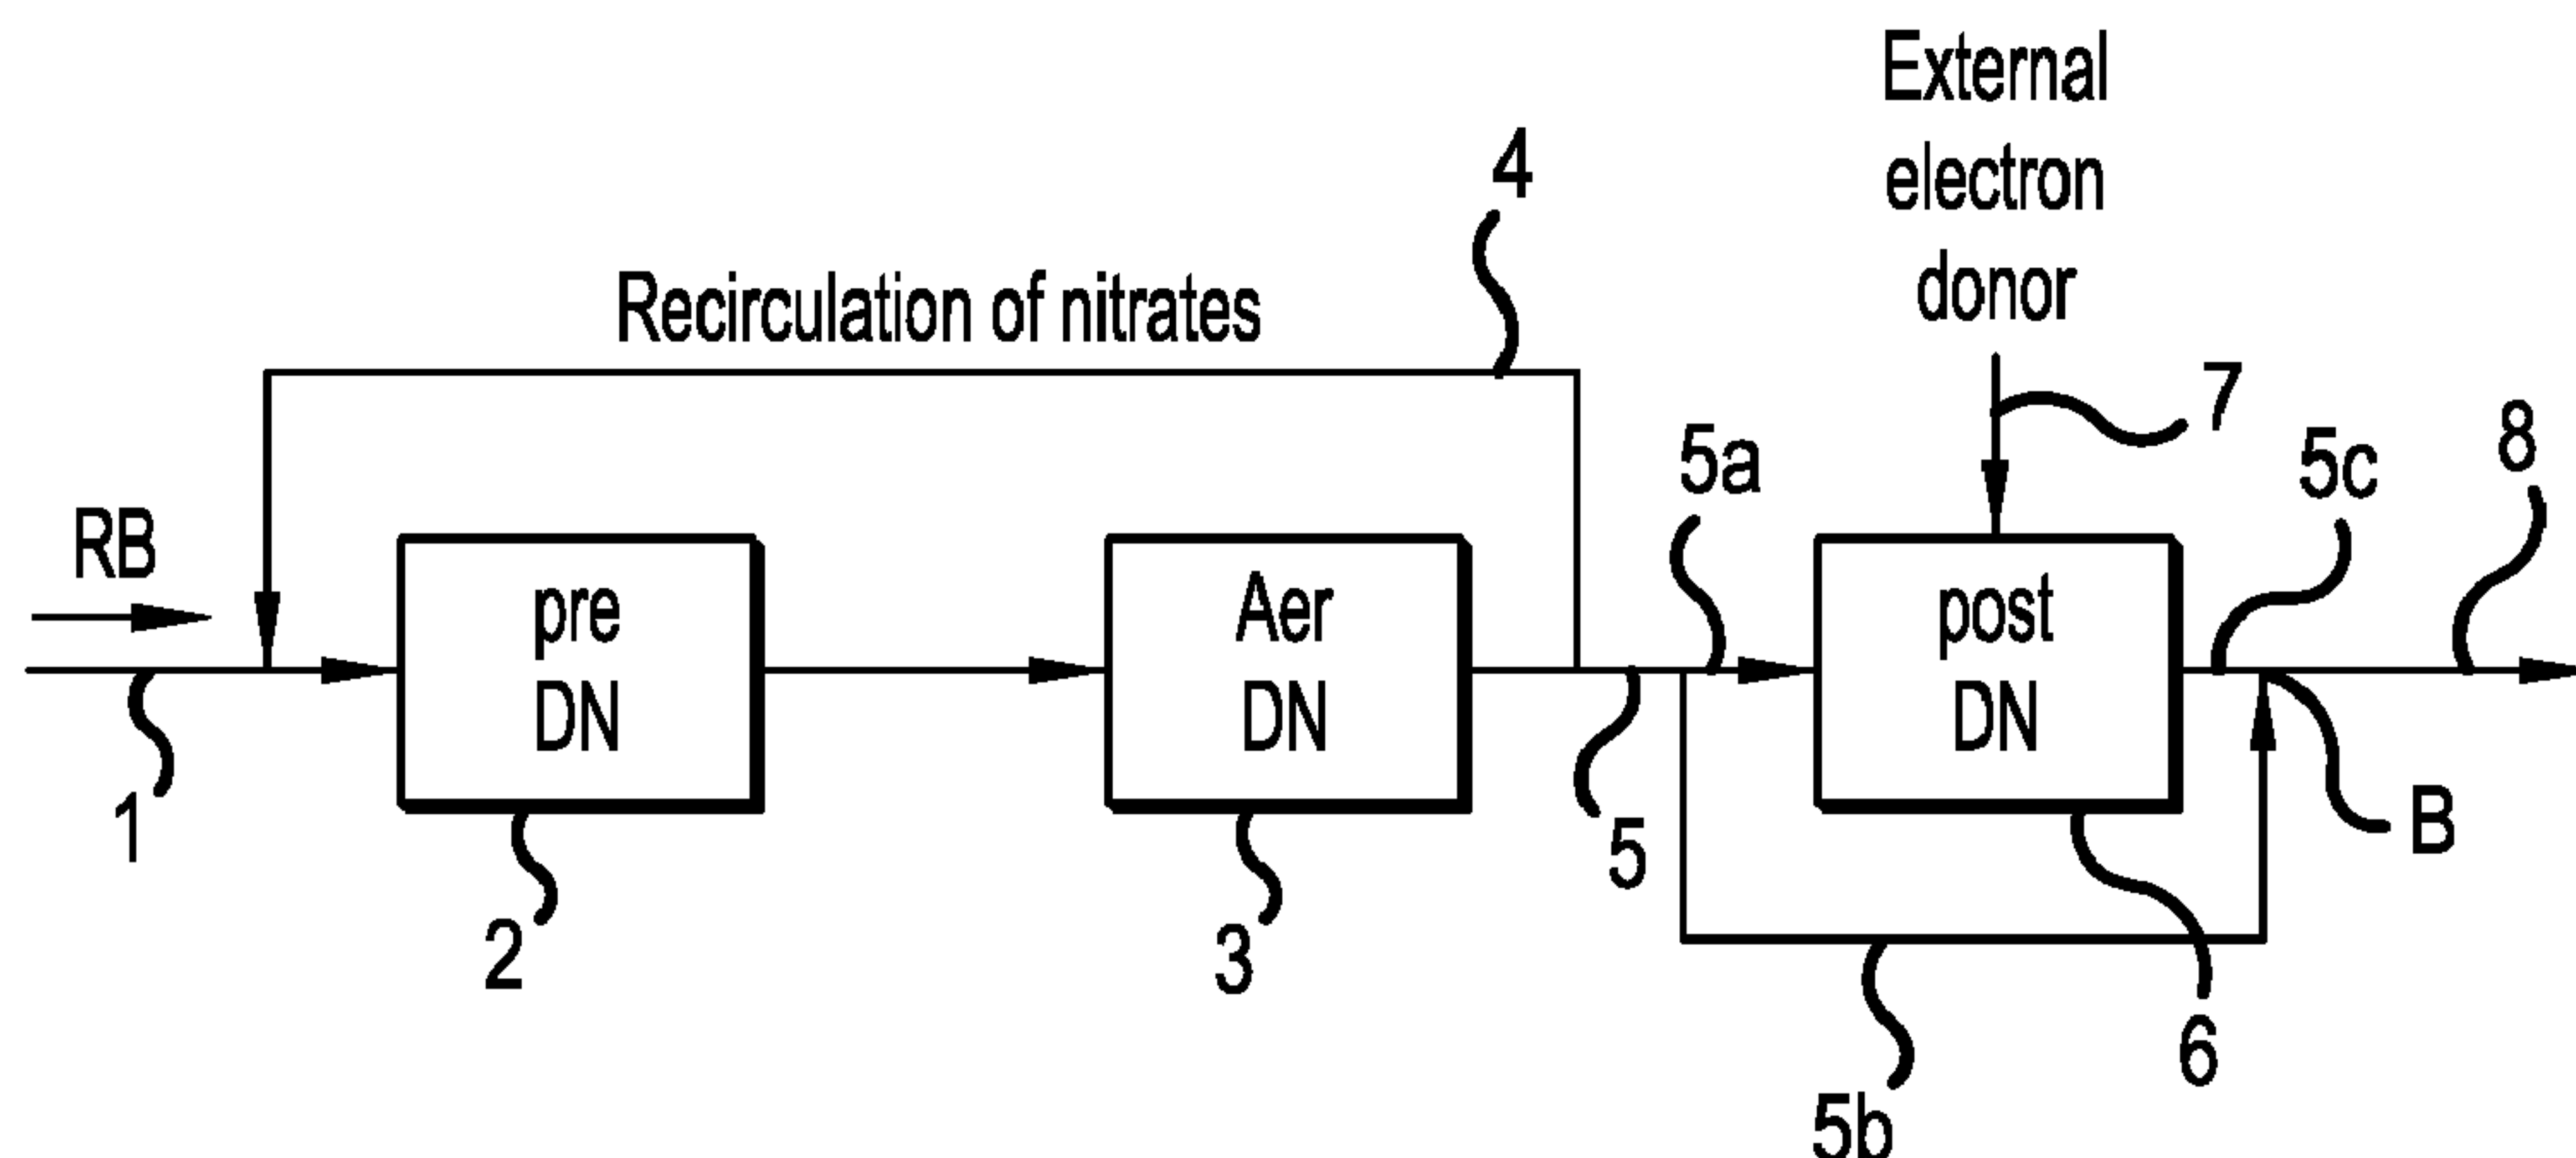 External
electron
donor
4
Recirculation of nitrates
7
5a
5c
8
RB
pre
DN
Aer
DN
post
DN
1
2
3
5
B
6
5b